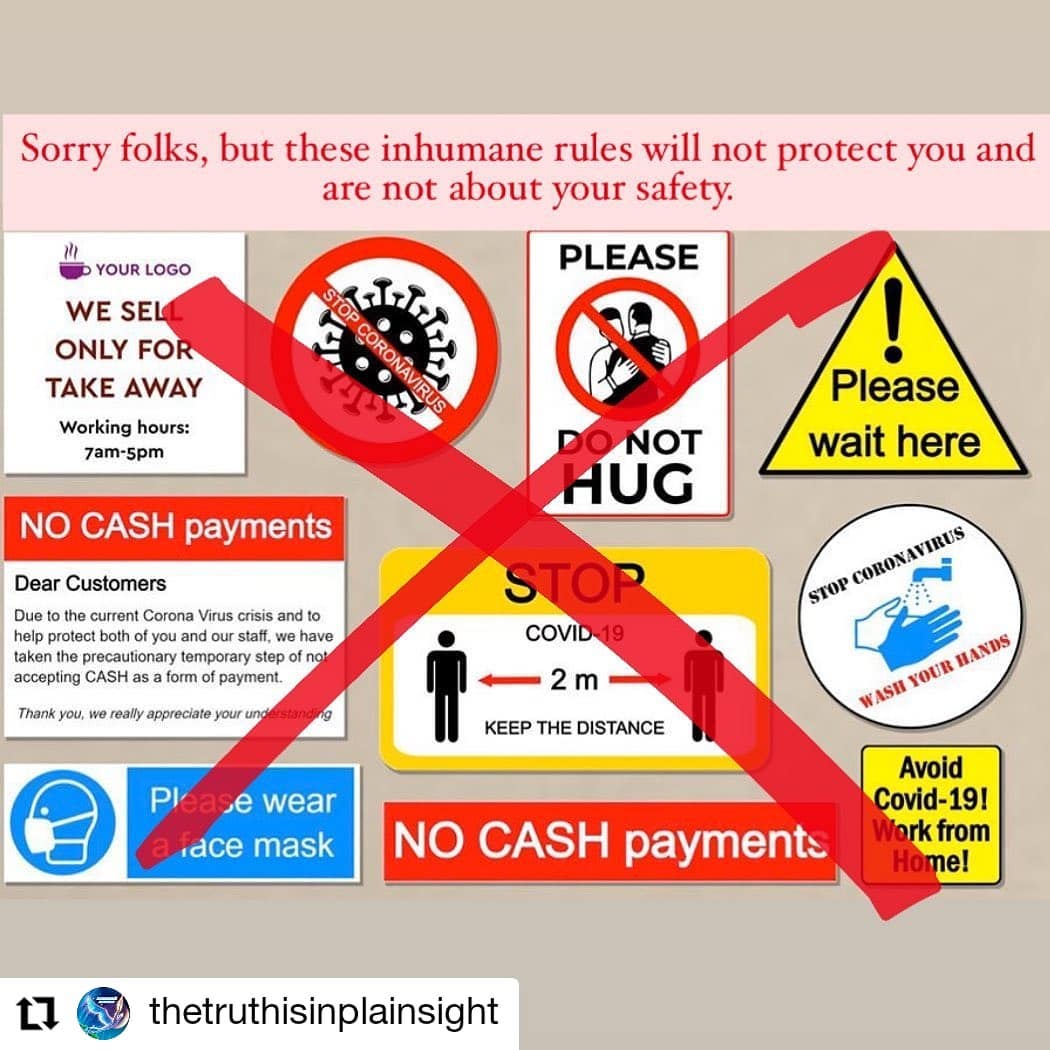 Sorry folks, but these inhumane rules will not protect you and
are not about your safety.
YOUR LOGO
WE SELL
ONLY FOR
TAKE AWAY
Working hours:
7am-5pm
STOP CORONAVIRUS
PLEASE
DO NOT
HUG
Please
wait here
NO CASH payments
Dear Customers
Due to the current Corona Virus crisis and to
help protect both of you and our staff, we have
taken the precautionary temporary step of not
accepting CASH as a form of payment.
Thank you, we really appreciate your understanding
STOP
COVID-19
2 m
KEEP THE DISTANCE
STOP CORONAVIRUS
WASH YOUR HANDS
Please wear
a face mask
NO CASH payments
Avoid
Covid-19!
Work from
Home!
thetruthisinplainsight